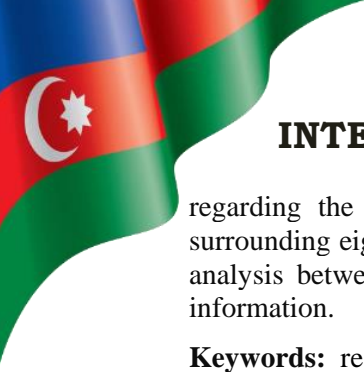 INTE
regarding the
surrounding eig
analysis betwe
information.
Keywords: re